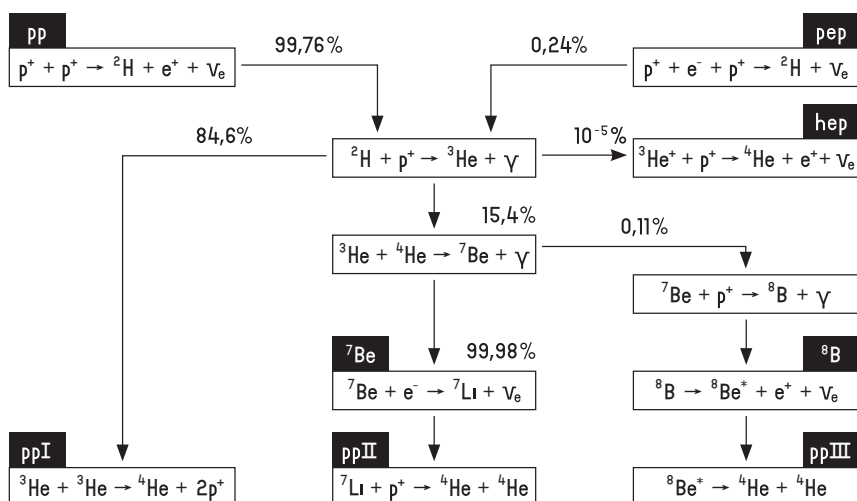 pp
99,76%
0,24%
pep
p⁺ + p⁺ → ²H + e⁺ + νₑ
p⁺ + e⁻ + p⁺ → ²H + νₑ
84,6%
10⁻⁵%
hep
²H + p⁺ → ³He + γ
³He⁺ + p⁺ → ⁴He + e⁺ + νₑ
15,4%
0,11%
³He + ⁴He → ⁷Be + γ
⁷Be + p⁺ → ⁸B + γ
⁷Be
99,98%
⁸B
⁷Be + e⁻ → ⁷Li + νₑ
⁸B → ⁸Be* + e⁺ + νₑ
ppI
ppII
ppIII
³He + ³He → ⁴He + 2p⁺
⁷Li + p⁺ → ⁴He + ⁴He
⁸Be* → ⁴He + ⁴He